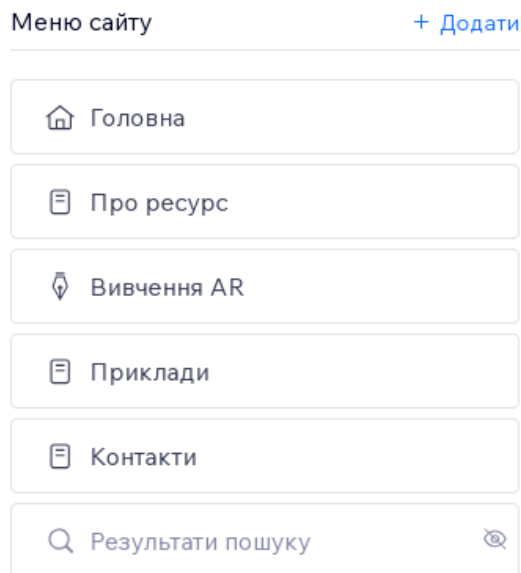 Меню сайту + Додати
Головна
Про ресурс
Вивчення AR
Приклади
Контакти
Результати пошуку